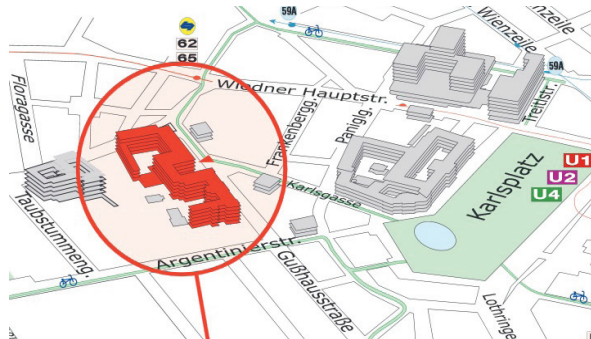 59A
62
65
Wienzeile
59A
Floragasse
Wiedner Hauptstr.
Treitlstr.
Frankenbergg.
Paniglg.
Karlsplatz
U1
U2
U4
Karlsgasse
Taubstummeng.
Argentinierstr.
Gußhausstraße
Lothringe